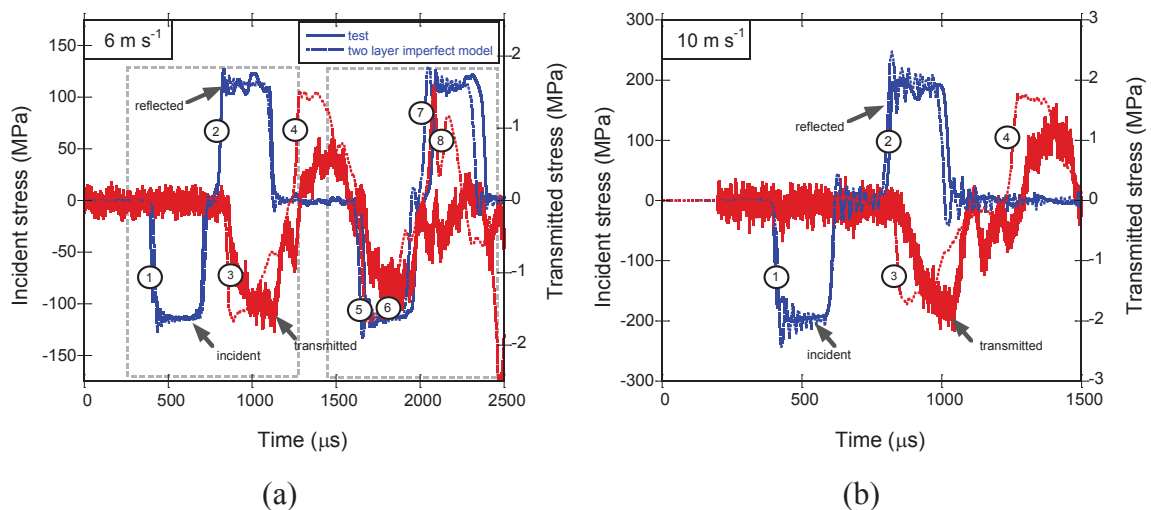 6 m s-1
test
two layer imperfect model
reflected
incident
transmitted
1
2
3
4
5
6
7
8
150
100
50
0
-50
-100
-150
Incident stress (MPa)
2
1
0
-1
-2
Transmitted stress (MPa)
0 500 1000 1500 2000 2500
Time (μs)
(a)
10 m s-1
reflected
incident
transmitted
1
2
3
4
300
200
100
0
-100
-200
-300
Incident stress (MPa)
3
2
1
0
-1
-2
-3
Transmitted stress (MPa)
0 500 1000 1500
Time (μs)
(b)